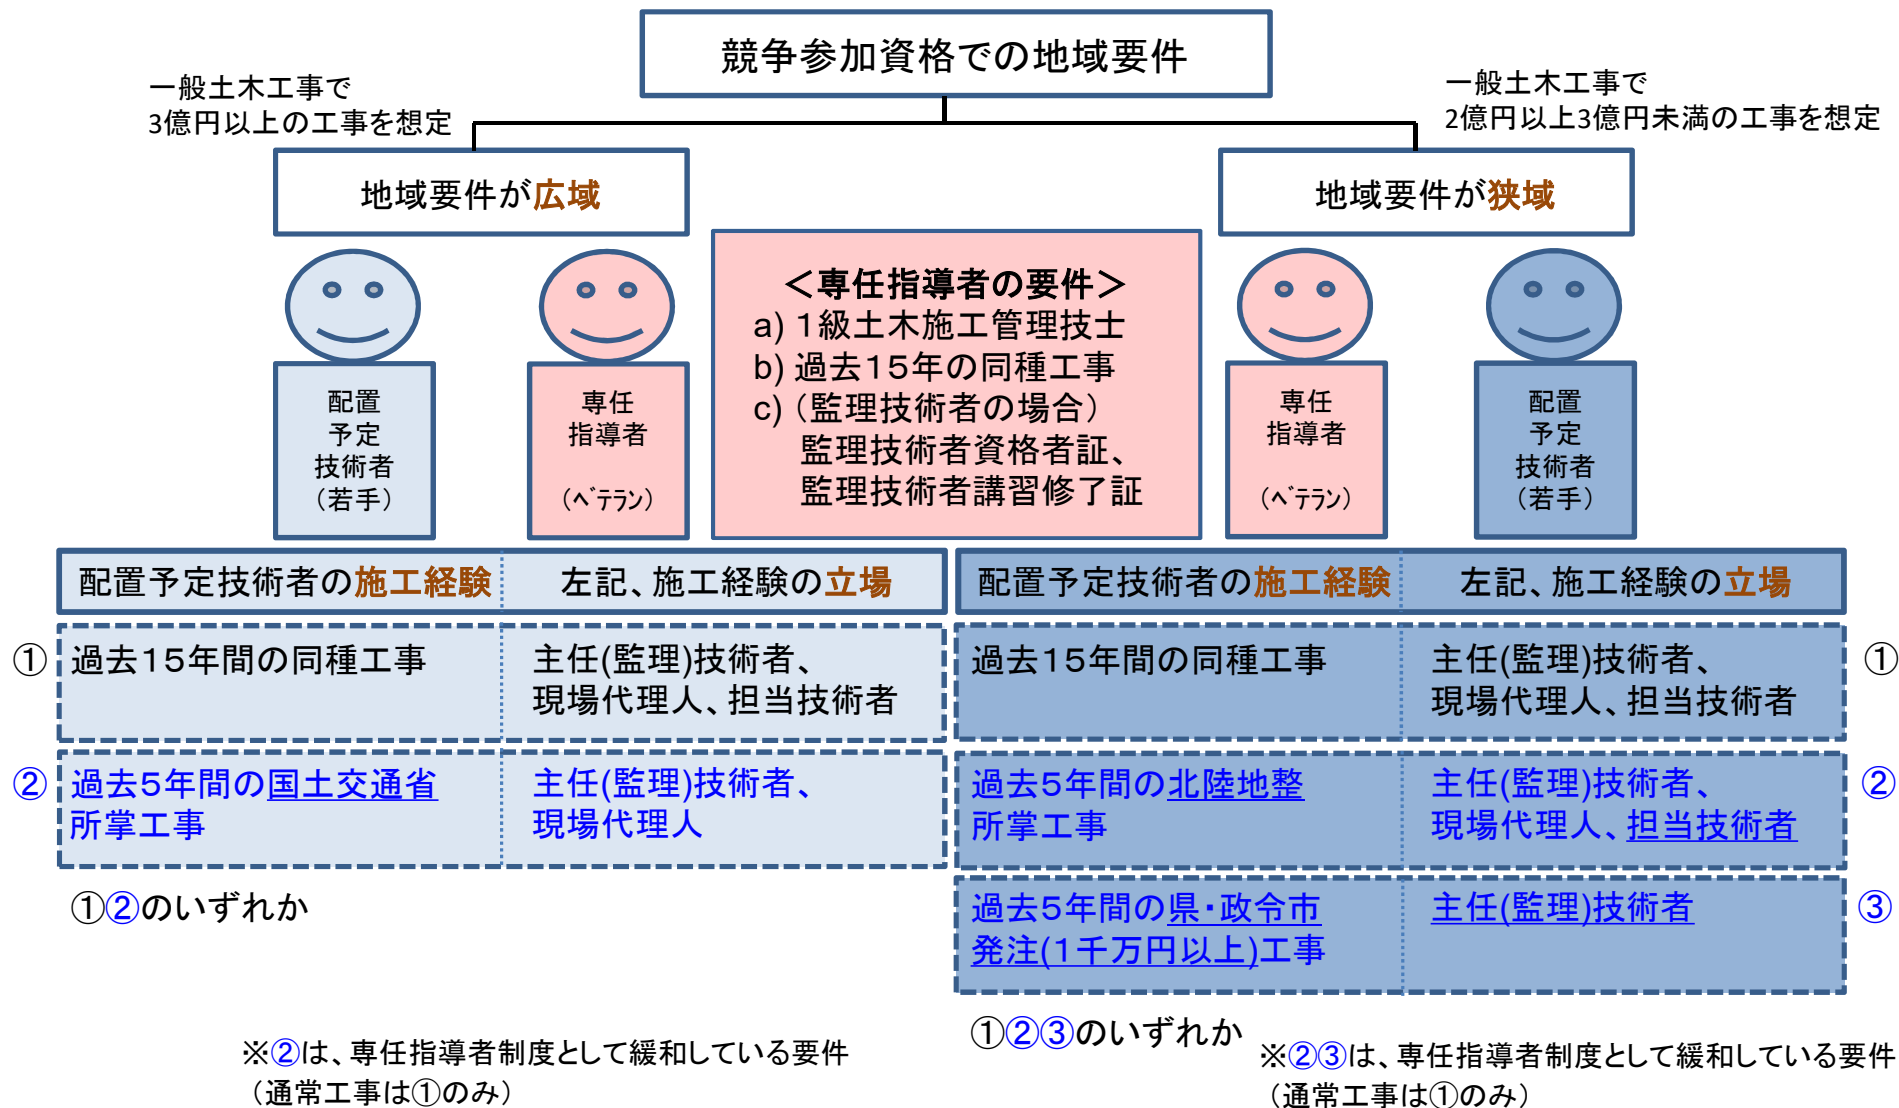 競争参加資格での地域要件
一般土木工事で
3億円以上の工事を想定
一般土木工事で
2億円以上3億円未満の工事を想定
地域要件が広域
地域要件が狭域
配置
予定
技術者
（若手）
専任
指導者
（ﾍﾞﾃﾗﾝ）
＜専任指導者の要件＞
a) １級土木施工管理技士
b) 過去１５年の同種工事
c) （監理技術者の場合）
監理技術者資格者証、
監理技術者講習修了証
専任
指導者
（ﾍﾞﾃﾗﾝ）
配置
予定
技術者
（若手）
配置予定技術者の施工経験 左記、施工経験の立場
① 過去１５年間の同種工事 主任(監理)技術者、
現場代理人、担当技術者
② 過去５年間の国土交通省 主任(監理)技術者、
所掌工事 現場代理人
①②のいずれか
※②は、専任指導者制度として緩和している要件
（通常工事は①のみ）
配置予定技術者の施工経験 左記、施工経験の立場
過去１５年間の同種工事 主任(監理)技術者、 ①
現場代理人、担当技術者
過去５年間の北陸地整 主任(監理)技術者、 ②
所掌工事 現場代理人、担当技術者
過去５年間の県・政令市 主任(監理)技術者 ③
発注(１千万円以上)工事
①②③のいずれか
※②③は、専任指導者制度として緩和している要件
（通常工事は①のみ）